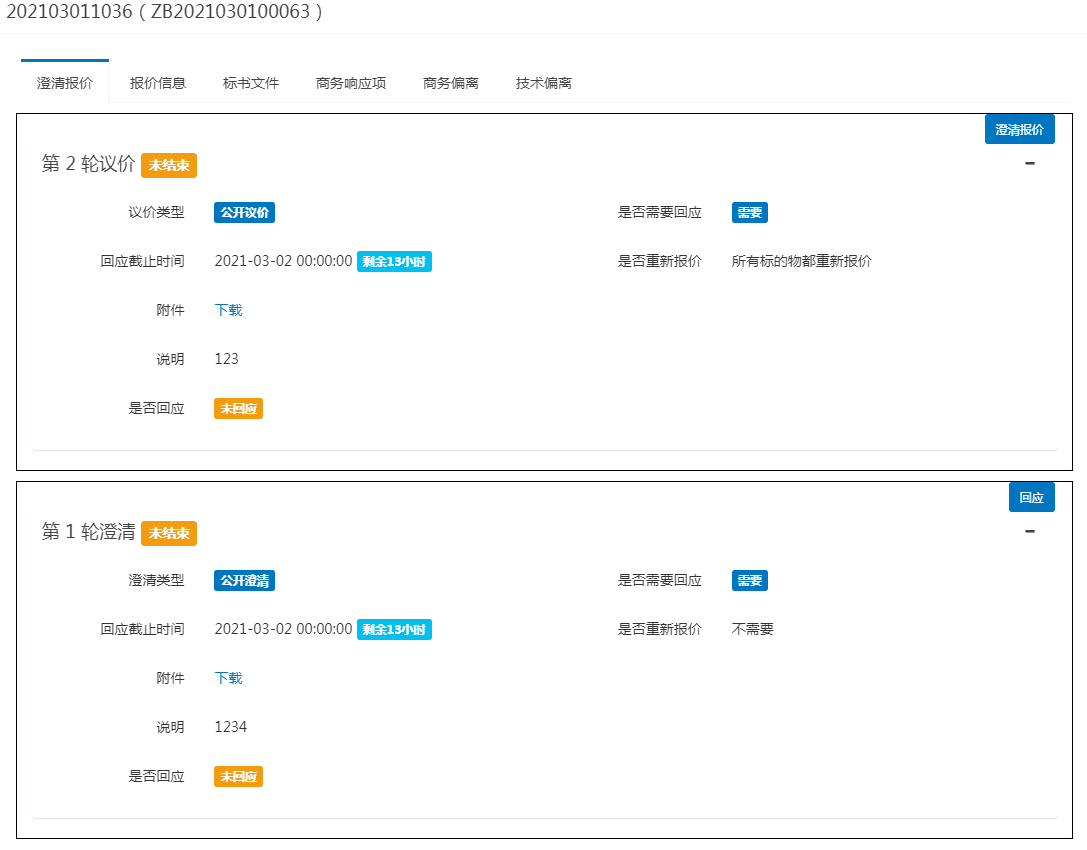 202103011036 ( ZB2021030100063 )
澄清报价 报价信息 标书文件 商务响应项 商务偏离 技术偏离
澄清报价
第 2 轮议价 未结束
议价类型 公开议价 是否需要回应 需要
回应截止时间 2021-03-02 00:00:00 剩余13小时 是否重新报价 所有标的物都重新报价
附件 下载
说明 123
是否回应 未回应
回应
第 1 轮澄清 未结束
澄清类型 公开澄清 是否需要回应 需要
回应截止时间 2021-03-02 00:00:00 剩余13小时 是否重新报价 不需要
附件 下载
说明 1234
是否回应 未回应